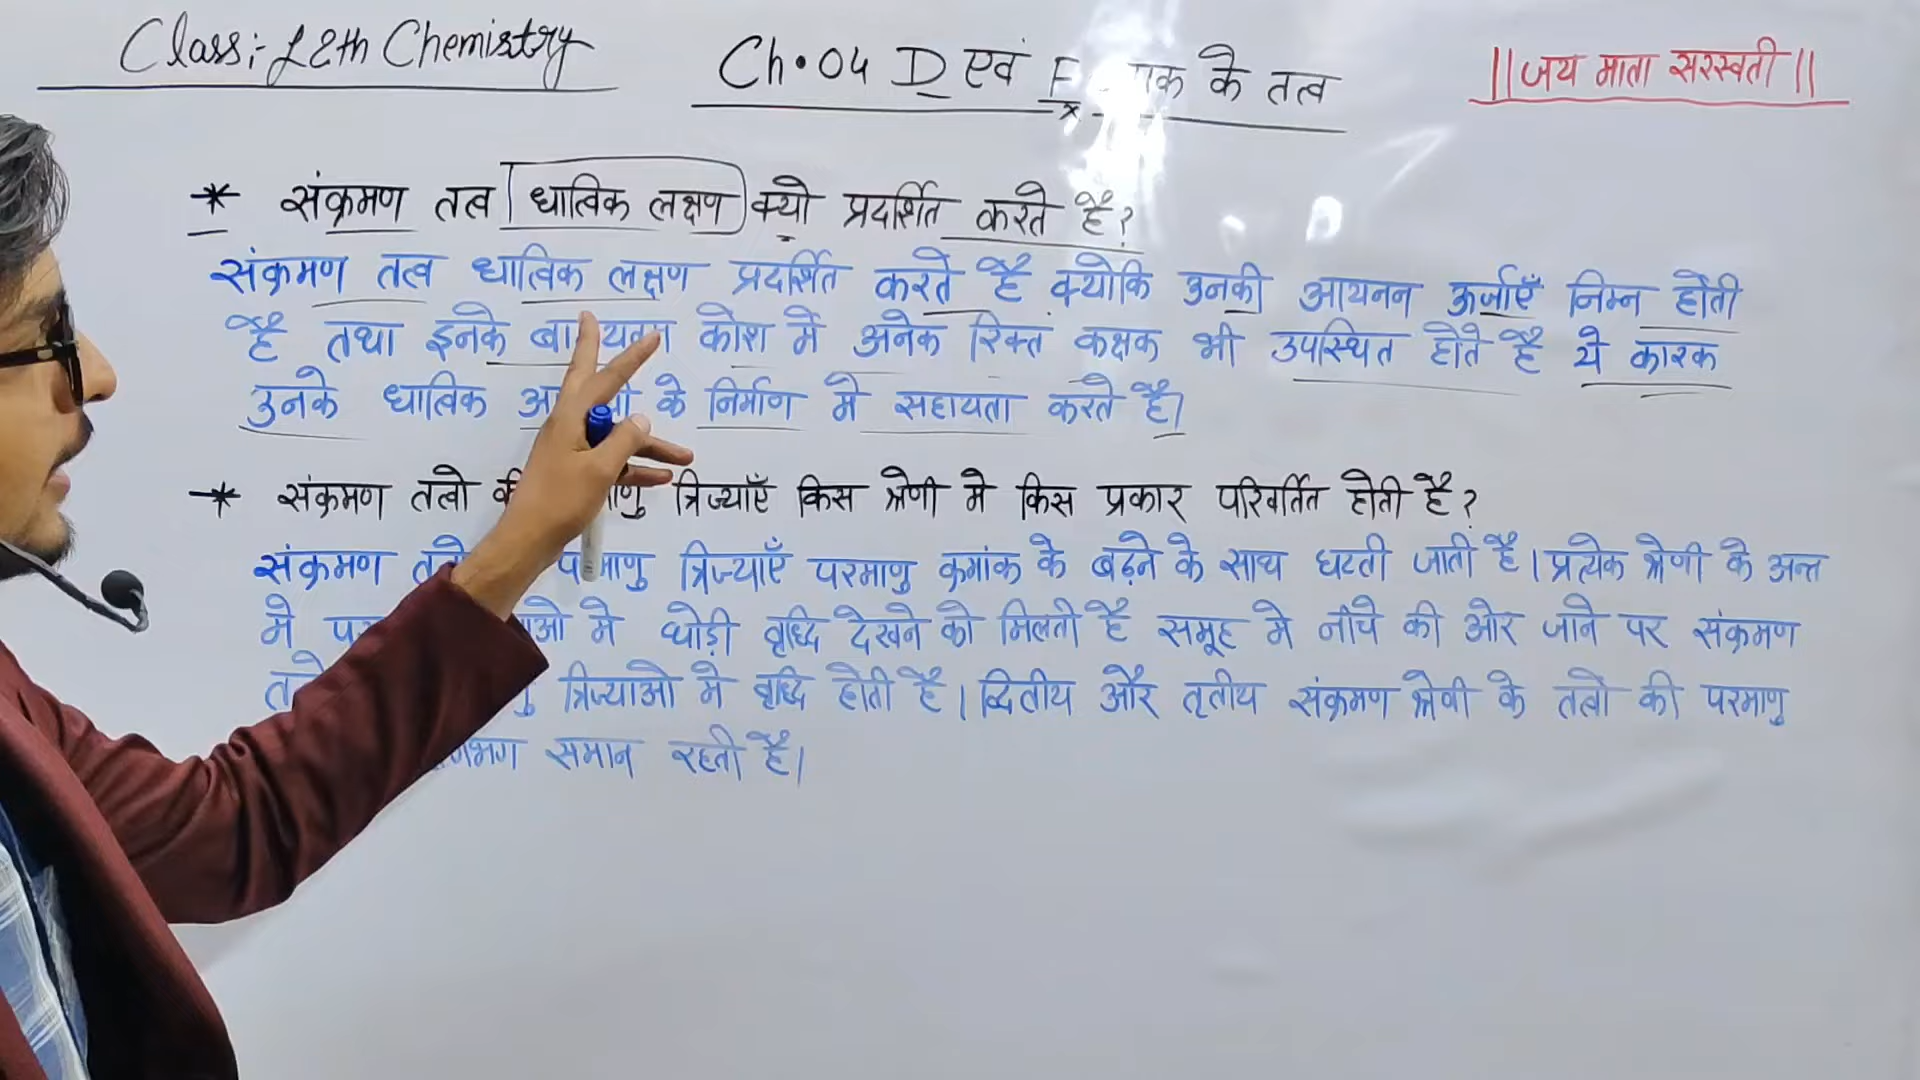 Class:- 12th Chemistry
Ch.04 D एवं F के तत्व
||जय माता सरस्वती||
* संक्रमण तत्व धात्विक लक्षण क्यो प्रदर्शित करते है?
संक्रमण तत्व धात्विक लक्षण प्रदर्शित करते है क्योकि उनकी आयनन ऊर्जाएँ निम्न होती
है तथा इनके कोश में अनेक रिक्त कक्षक भी उपस्थित होते है ये कारक
उनके धात्विक के निर्माण मे सहायता करते है।
* संक्रमण तत्वो त्रिज्याएँ किस श्रेणी मे किस प्रकार परिवर्तित होती है?
संक्रमण त्रिज्याएँ परमाणु क्रमांक के बढ़ने के साथ घटती जाती है। प्रत्येक श्रेणी के अन्त
मे मे थोड़ी वृध्दि देखने को मिलती है समूह मे नीचे की ओर जाने पर संक्रमण
त्रिज्याओ मे वृध्दि होती है। द्वितीय और तृतीय संक्रमण श्रेणी के तत्वो की परमाणु
समान रहती है।